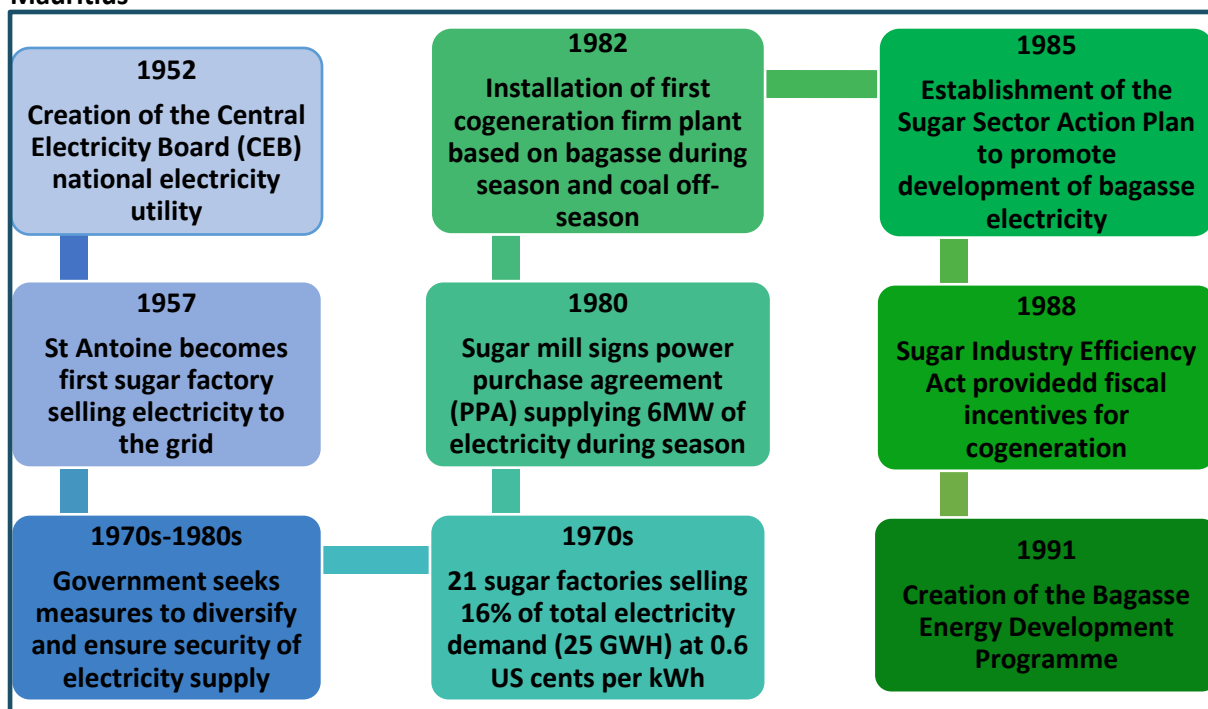 Mauritius
1952
Creation of the Central
Electricity Board (CEB)
national electricity
utility
1957
St Antoine becomes
first sugar factory
selling electricity to
the grid
1970s-1980s
Government seeks
measures to diversify
and ensure security of
electricity supply
1970s
21 sugar factories selling
16% of total electricity
demand (25 GWH) at 0.6
US cents per kWh
1980
Sugar mill signs power
purchase agreement
(PPA) supplying 6MW of
electricity during season
1982
Installation of first
cogeneration firm plant
based on bagasse during
season and coal off-
season
1985
Establishment of the
Sugar Sector Action Plan
to promote
development of bagasse
electricity
1988
Sugar Industry Efficiency
Act providedd fiscal
incentives for
cogeneration
1991
Creation of the Bagasse
Energy Development
Programme